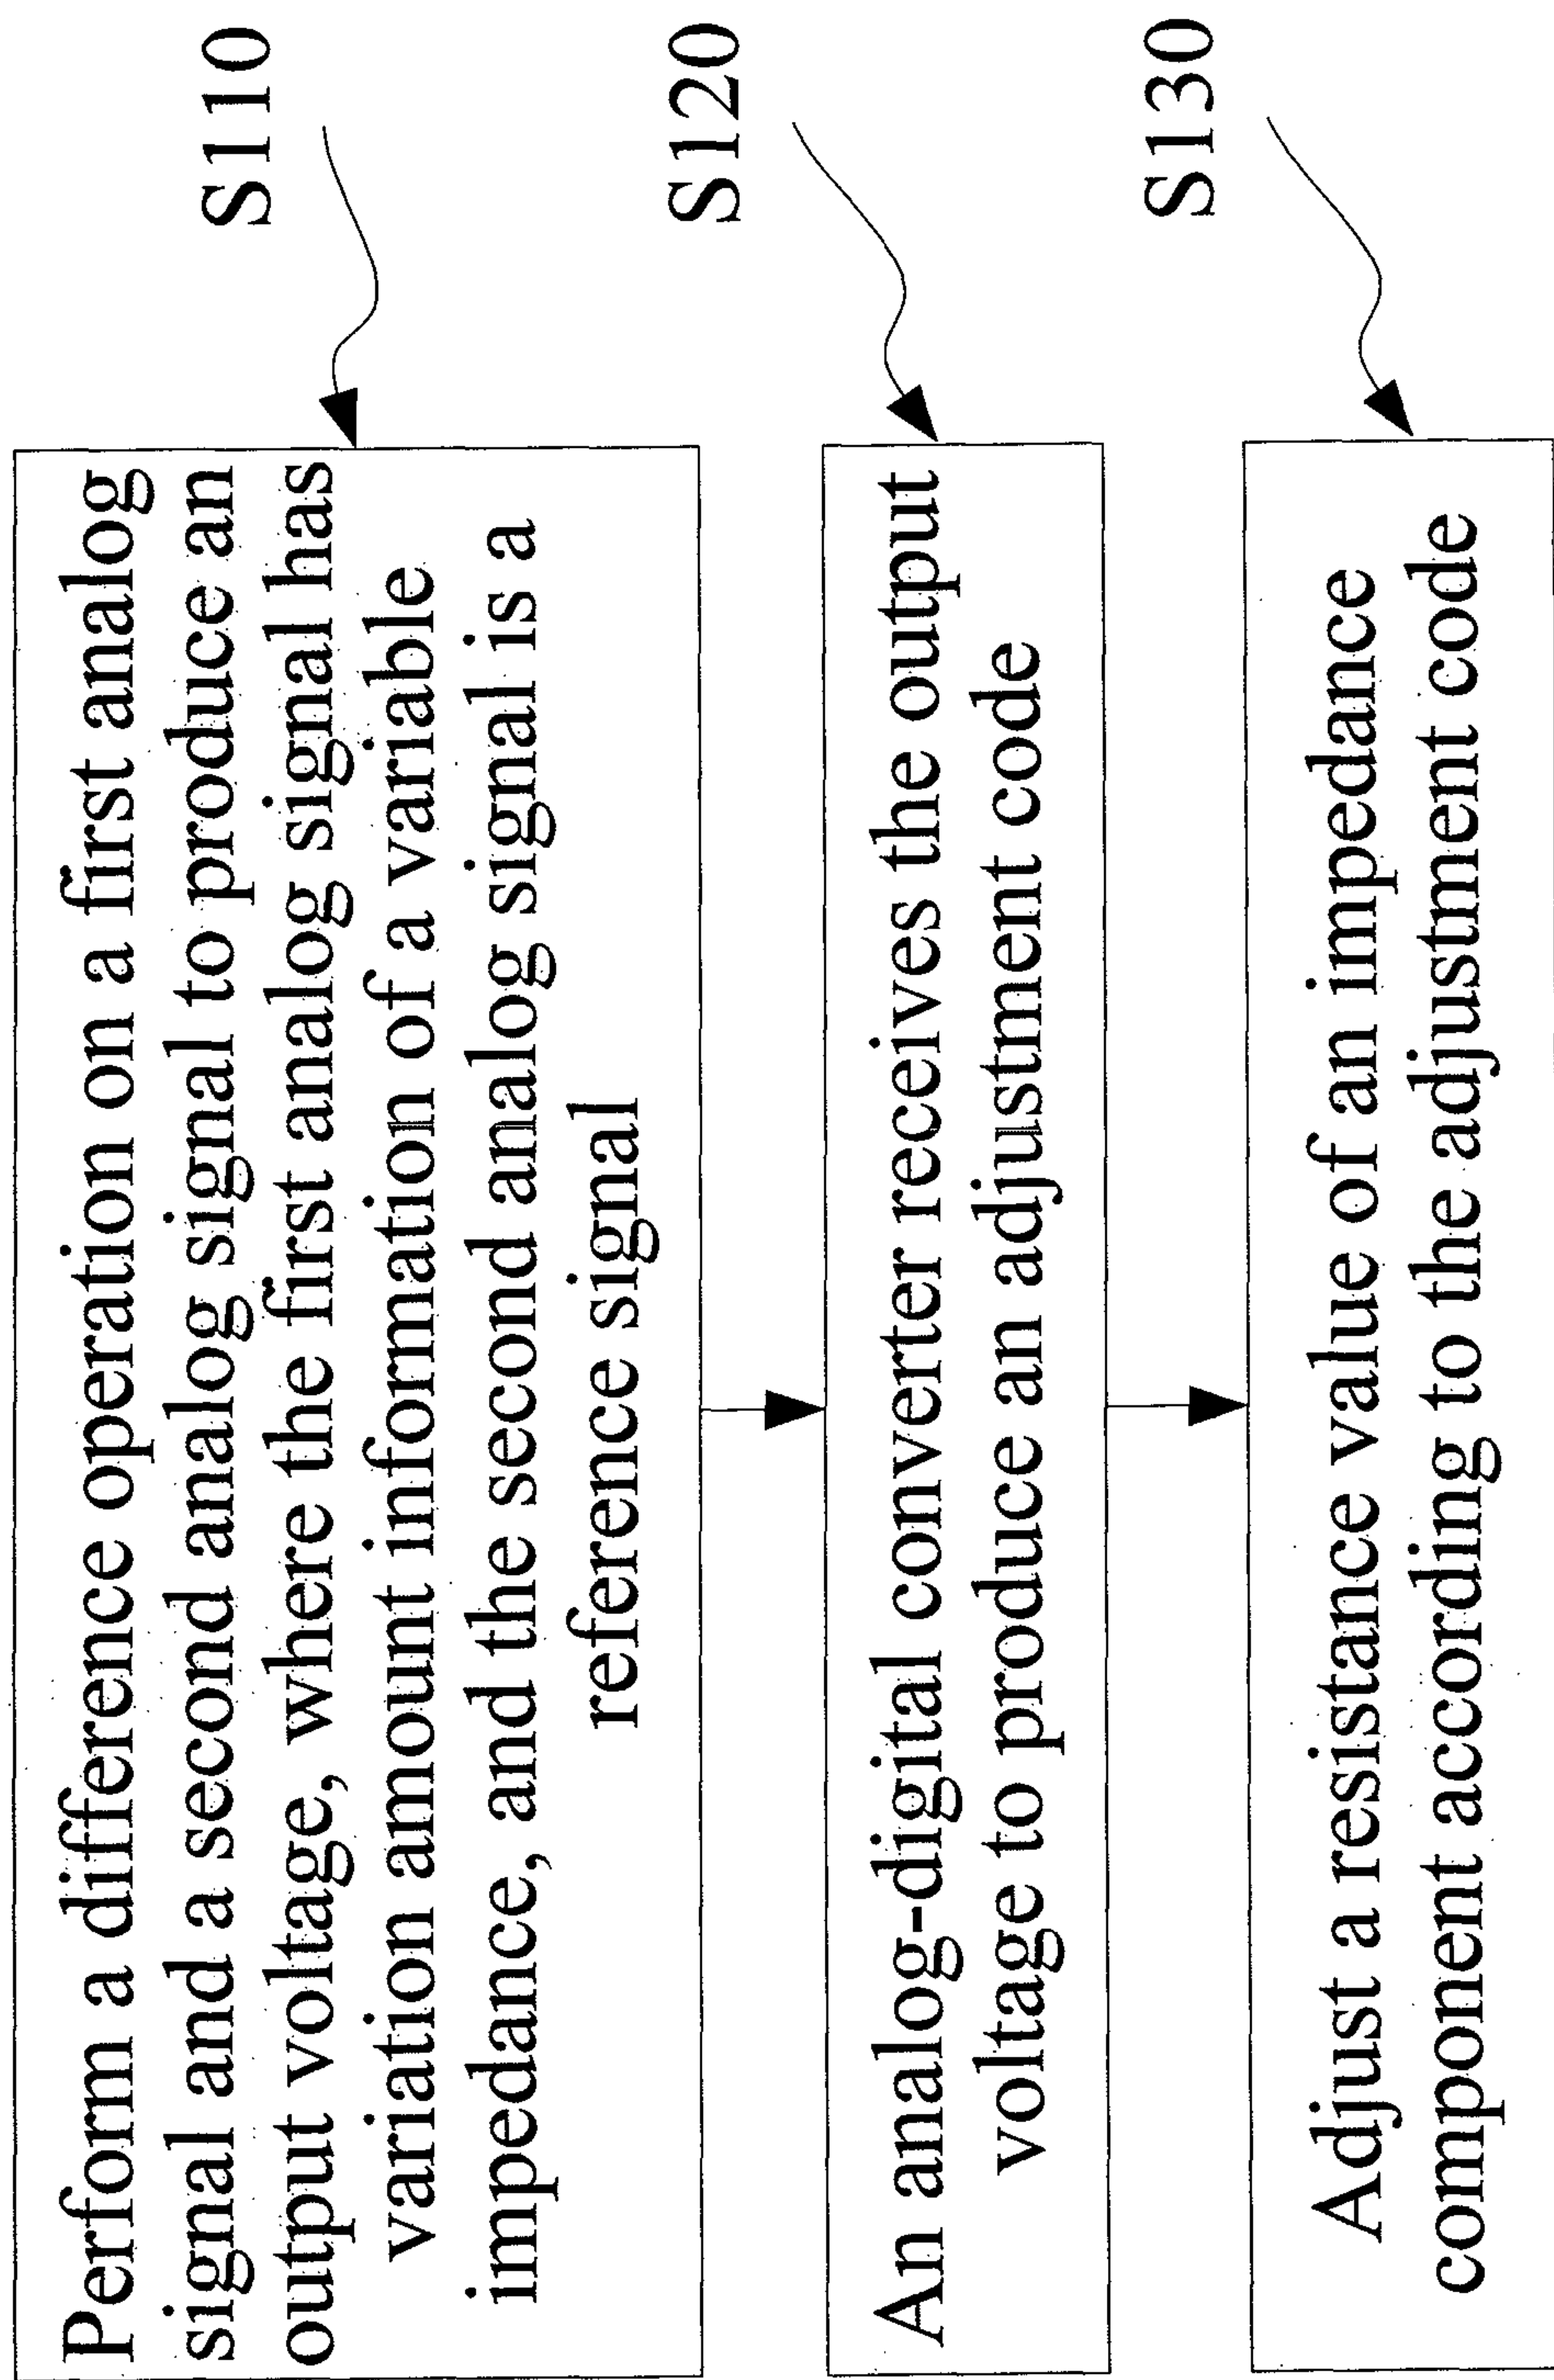 Perform a difference operation on a first analog
signal and a second analog signal to produce an
output voltage, where the first analog signal has
variation amount information of a variable
impedance, and the second analog signal is a
reference signal
S110
An analog-digital converter receives the output
voltage to produce an adjustment code
S120
Adjust a resistance value of an impedance
component according to the adjustment code
S130